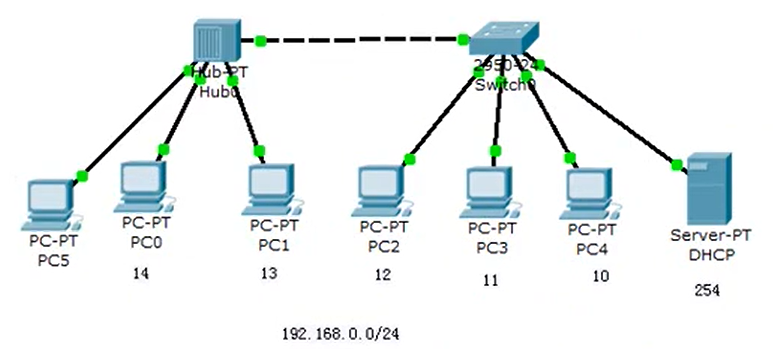 Hub-PT
Hub0
2950-24
Switch0
PC-PT
PC5
PC-PT
PC0
14
PC-PT
PC1
13
PC-PT
PC2
12
PC-PT
PC3
11
PC-PT
PC4
10
Server-PT
DHCP
254
192.168.0.0/24